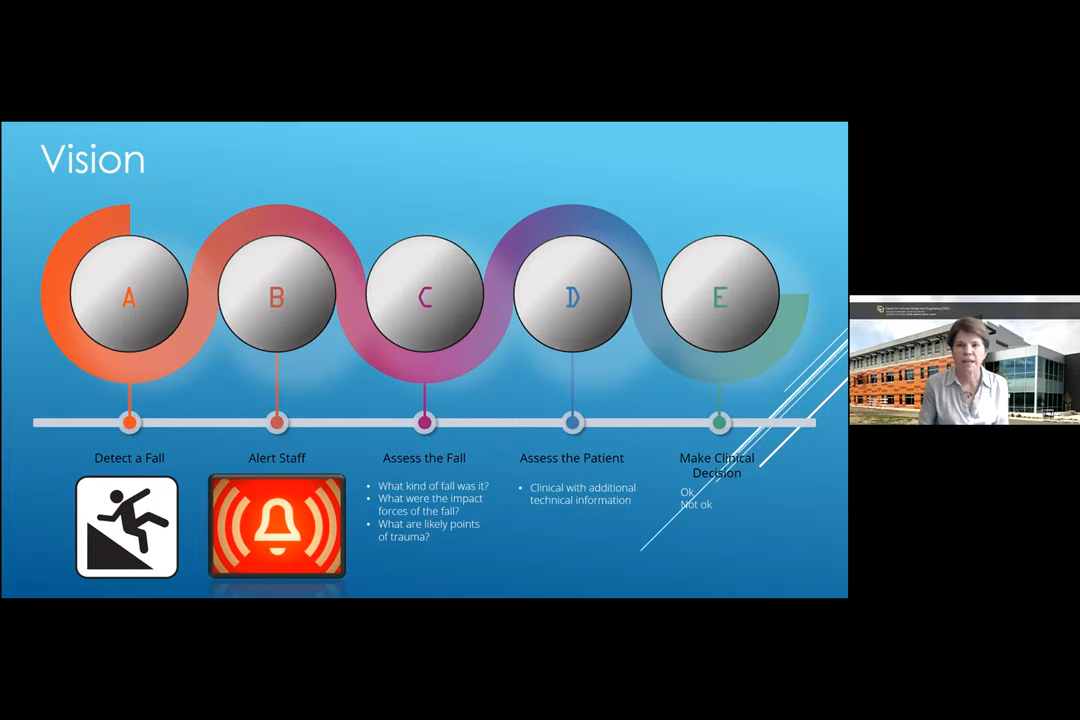 Vision
A
B
C
D
E
Detect a Fall
Alert Staff
Assess the Fall
• What kind of fall was it?
• What were the impact
forces of the fall?
• What are likely points
of trauma?
Assess the Patient
• Clinical with additional
technical information
Make Clinical
Decision
Ok
Not ok